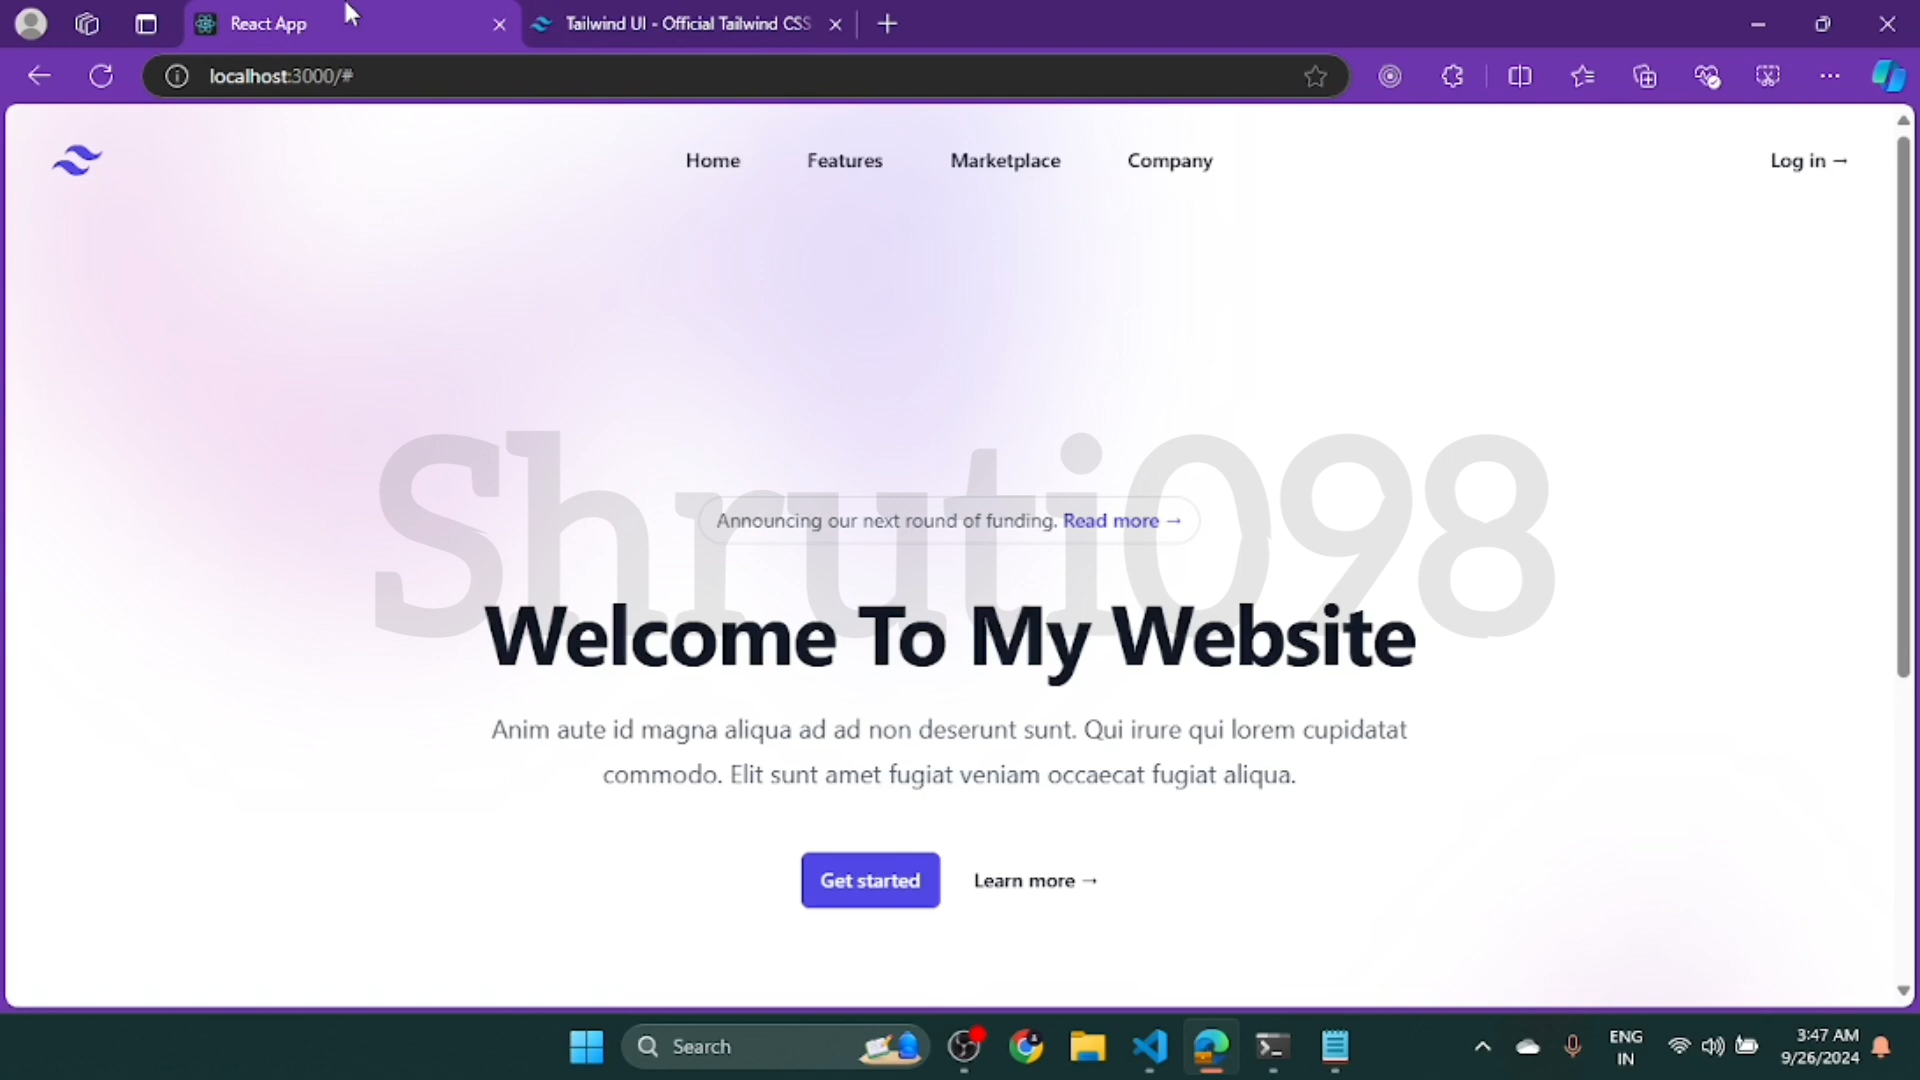 React App
Tailwind UI - Official Tailwind CSS
localhost:3000/#
Home
Features
Marketplace
Company
Log in →
Shruti098
Announcing our next round of funding. Read more →
Welcome To My Website
Anim aute id magna aliqua ad ad non deserunt sunt. Qui irure qui lorem cupidatat
commodo. Elit sunt amet fugiat veniam occaecat fugiat aliqua.
Get started
Learn more →
Search
ENG
IN
3:47 AM
9/26/2024